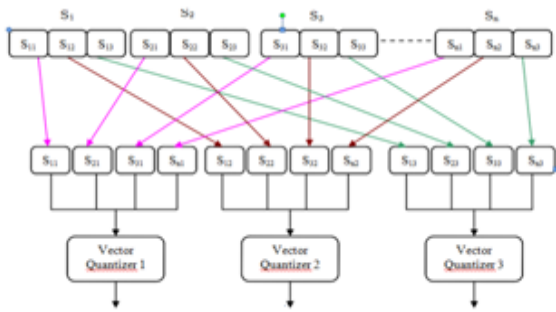 S₁ S₂ S₃ Sₙ
S₁₁ S₁₂ S₁₃ S₂₁ S₂₂ S₂₃ S₃₁ S₃₂ S₃₃ Sₙ₁ Sₙ₂ Sₙ₃
S₁₁ S₂₁ S₃₁ Sₙ₁ S₁₂ S₂₂ S₃₂ Sₙ₂ S₁₃ S₂₃ S₃₃ Sₙ₃
Vector Vector Vector
Quantizer 1 Quantizer 2 Quantizer 3